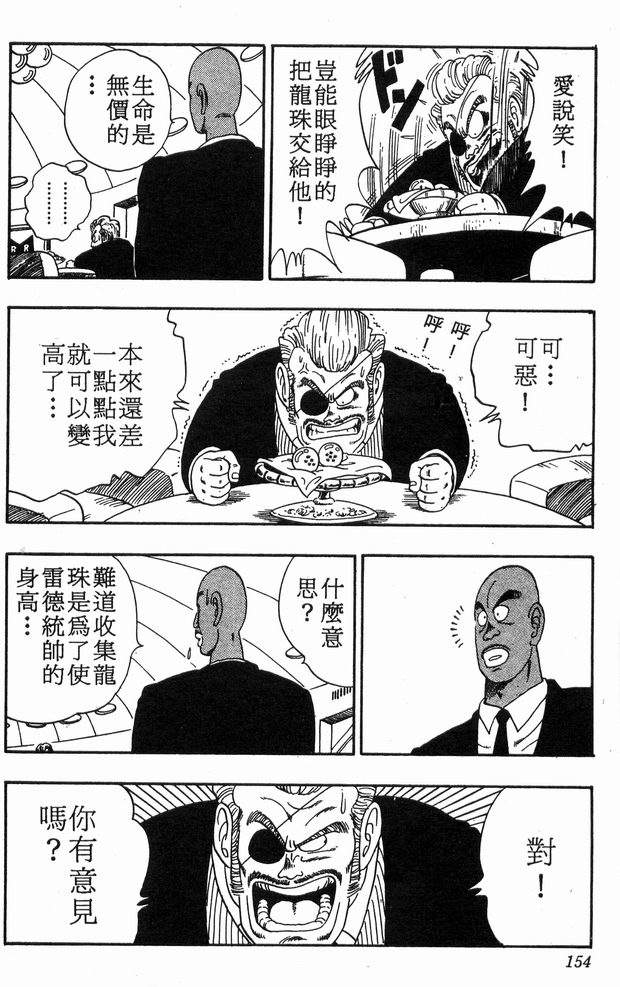 愛說笑！
ドン
豈能眼睜睜的
把龍珠交給他！
生命是
無價的
⋯
⋯⋯⋯
RR
可⋯
可惡！
呼！
呼！
本來還差
一點點我
就可以變
高了⋯
什麼意
思？
難道收集龍
珠是爲了使
雷德統帥的
身高⋯
對！
你有意見
嗎？
154